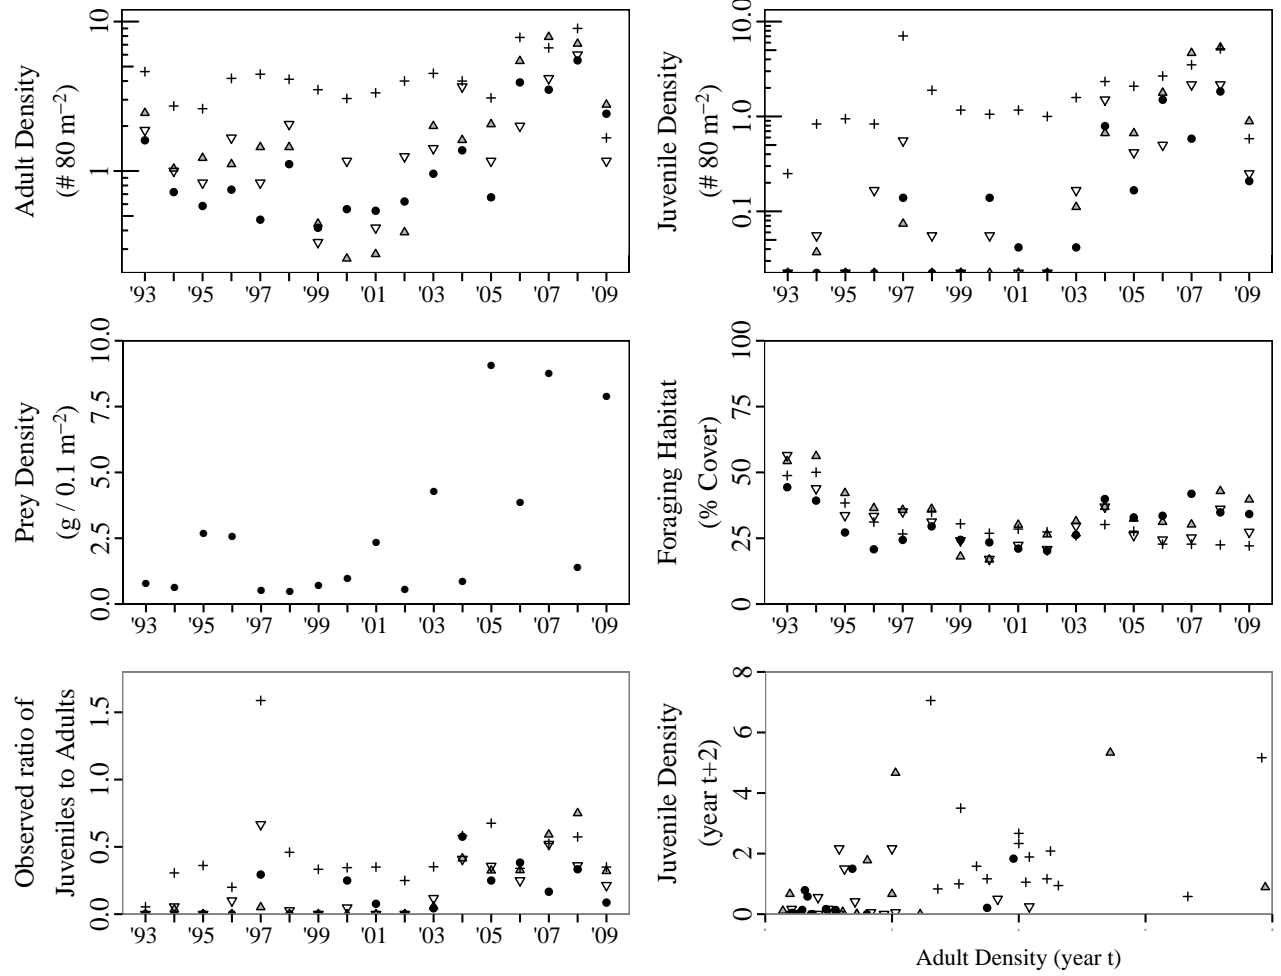 Adult Density
(# 80 m−2)
10
1
'93 '95 '97 '99 '01 '03 '05 '07 '09
Juvenile Density
(# 80 m−2)
10.0
1.0
0.1
'93 '95 '97 '99 '01 '03 '05 '07 '09
Prey Density
(g / 0.1 m−2)
10.0
7.5
5.0
2.5
0.0
'93 '95 '97 '99 '01 '03 '05 '07 '09
Foraging Habitat
(% Cover)
100
75
50
25
0
'93 '95 '97 '99 '01 '03 '05 '07 '09
Observed ratio of
Juveniles to Adults
1.5
1.0
0.5
0.0
'93 '95 '97 '99 '01 '03 '05 '07 '09
Juvenile Density
(year t+2)
8
6
4
2
0
Adult Density (year t)